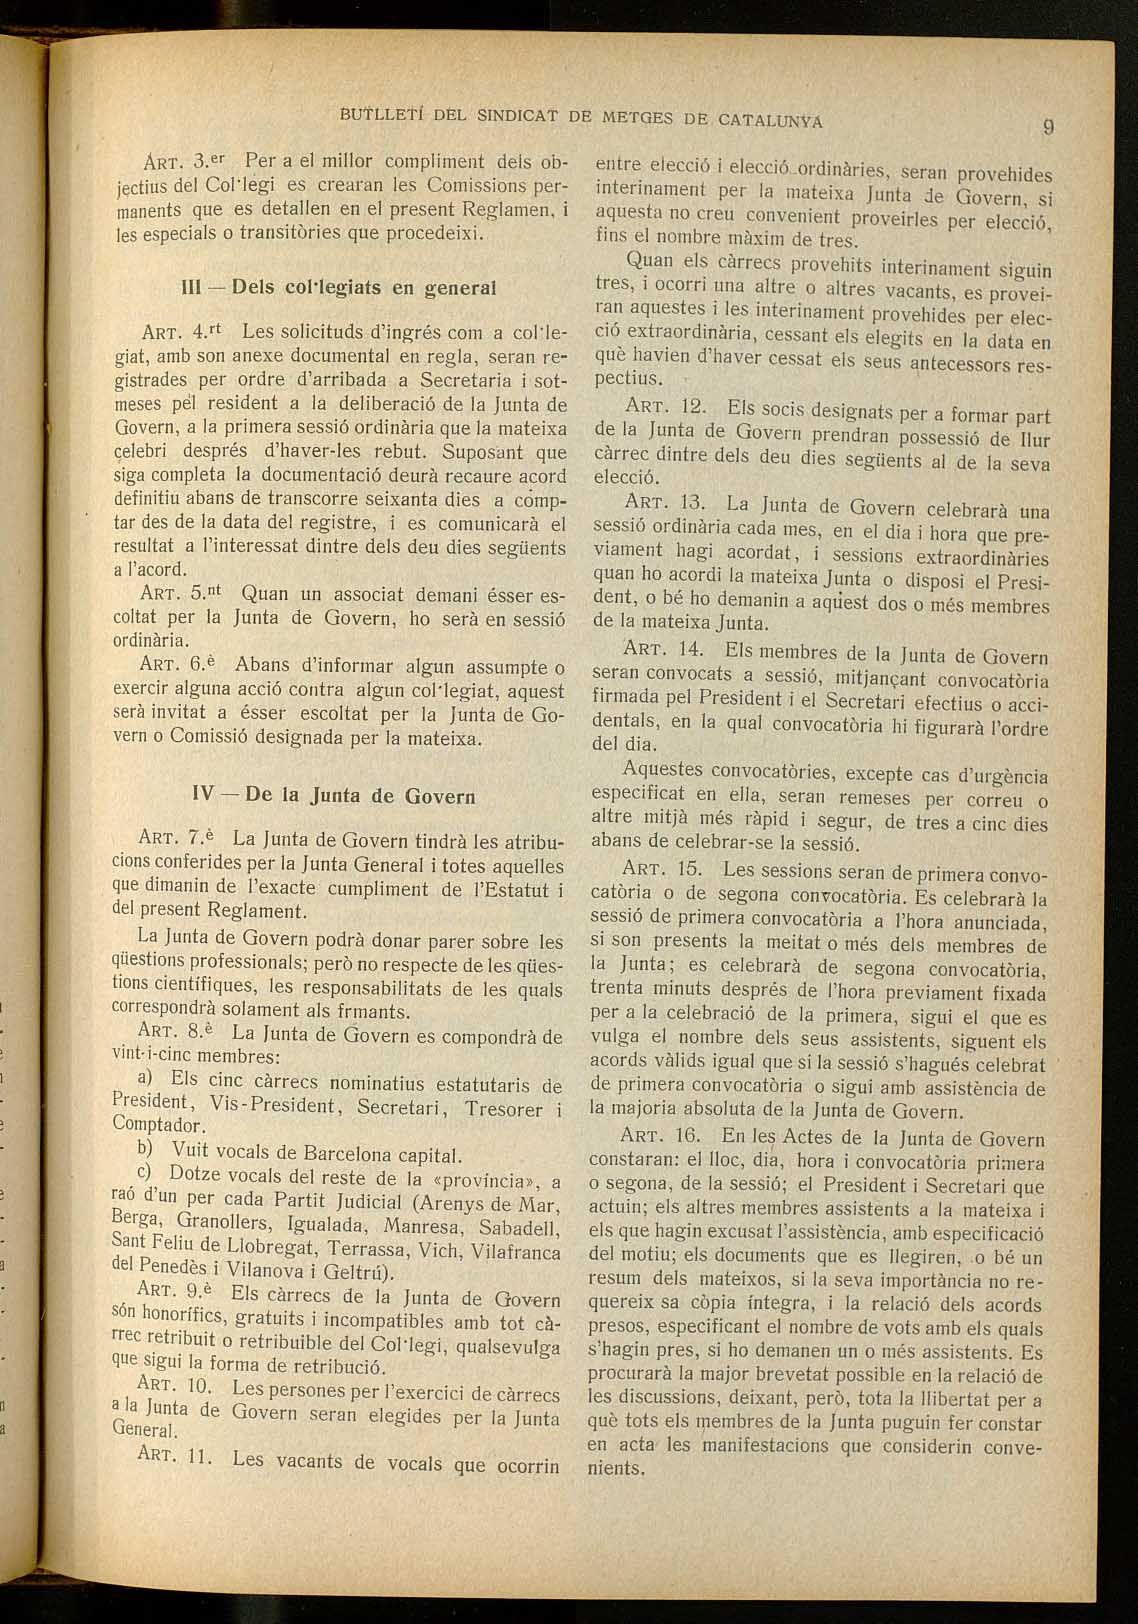 BUTLLETÍ DEL SINDICAT DE METGES DE CATALUNYA
9
ART. 3.er Per a el millor compliment dels ob-
jectius del Col·legi es crearan les Comissions per-
manents que es detallen en el present Reglamen, i
les especials o transitòries que procedeixi.
III — Dels col·legiats en general
ART. 4.rt Les solicituds d'ingrés com a col·le-
giat, amb son anexe documental en regla, seran re-
gistrades per ordre d'arribada a Secretaria i sot-
meses pel resident a la deliberació de la Junta de
Govern, a la primera sessió ordinària que la mateixa
celebri després d'haver-les rebut. Suposant que
siga completa la documentació deurà recaure acord
definitiu abans de transcorre seixanta dies a comp-
tar des de la data del registre, i es comunicarà el
resultat a l'interessat dintre dels deu dies següents
a l'acord.
ART. 5.nt Quan un associat demani ésser es-
coltat per la Junta de Govern, ho serà en sessió
ordinària.
ART. 6.è Abans d'informar algun assumpte o
exercir alguna acció contra algun col·legiat, aquest
serà invitat a ésser escoltat per la Junta de Go-
vern o Comissió designada per la mateixa.
IV — De la Junta de Govern
ART. 7.è La Junta de Govern tindrà les atribu-
cions conferides per la Junta General i totes aquelles
que dimanin de l'exacte cumpliment de l'Estatut i
del present Reglament.
La Junta de Govern podrà donar parer sobre les
qüestions professionals; però no respecte de les qües-
tions científiques, les responsabilitats de les quals
correspondrà solament als frmants.
ART. 8.è La Junta de Govern es compondrà de
vint-i-cinc membres:
a) Els cinc càrrecs nominatius estatutaris de
President, Vis-President, Secretari, Tresorer i
Comptador.
b) Vuit vocals de Barcelona capital.
c) Dotze vocals del reste de la «província», a
raó d'un per cada Partit Judicial (Arenys de Mar,
Berga, Granollers, Igualada, Manresa, Sabadell,
Sant Feliu de Llobregat, Terrassa, Vich, Vilafranca
del Penedès i Vilanova i Geltrú).
ART. 9.è Els càrrecs de la Junta de Govern
són honorífics, gratuits i incompatibles amb tot cà-
rrec retribuit o retribuible del Col·legi, qualsevulga
que sigui la forma de retribució.
ART. 10. Les persones per l'exercici de càrrecs
a la Junta de Govern seran elegides per la Junta
General.
ART. 11. Les vacants de vocals que ocorrin
entre elecció i elecció ordinàries, seran provehides
interinament per la mateixa Junta de Govern, si
aquesta no creu convenient proveirles per elecció,
fins el nombre màxim de tres.
Quan els càrrecs provehits interinament siguin
tres, i ocorri una altre o altres vacants, es provei-
ran aquestes i les interinament provehides per elec-
ció extraordinària, cessant els elegits en la data en
què havien d'haver cessat els seus antecessors res-
pectius.
ART. 12. Els socis designats per a formar part
de la Junta de Govern prendran possessió de llur
càrrec dintre dels deu dies següents al de la seva
elecció.
ART. 13. La Junta de Govern celebrarà una
sessió ordinària cada mes, en el dia i hora que pre-
viament hagi acordat, i sessions extraordinàries
quan ho acordi la mateixa Junta o disposi el Presi-
dent, o bé ho demanin a aquest dos o més membres
de la mateixa Junta.
ART. 14. Els membres de la Junta de Govern
seran convocats a sessió, mitjançant convocatòria
firmada pel President i el Secretari efectius o acci-
dentals, en la qual convocatòria hi figurarà l'ordre
del dia.
Aquestes convocatòries, excepte cas d'urgència
especificat en ella, seran remeses per correu o
altre mitjà més ràpid i segur, de tres a cinc dies
abans de celebrar-se la sessió.
ART. 15. Les sessions seran de primera convo-
catòria o de segona convocatòria. Es celebrarà la
sessió de primera convocatòria a l'hora anunciada,
si son presents la meitat o més dels membres de
la Junta; es celebrarà de segona convocatòria,
trenta minuts després de l'hora previament fixada
per a la celebració de la primera, sigui el que es
vulga el nombre dels seus assistents, siguent els
acords vàlids igual que si la sessió s'hagués celebrat
de primera convocatòria o sigui amb assistència de
la majoria absoluta de la Junta de Govern.
ART. 16. En les Actes de la Junta de Govern
constaran: el lloc, dia, hora i convocatòria primera
o segona, de la sessió; el President i Secretari que
actuin; els altres membres assistents a la mateixa i
els que hagin excusat l'assistència, amb especificació
del motiu; els documents que es llegiren, o bé un
resum dels mateixos, si la seva importància no re-
quereix sa còpia íntegra, i la relació dels acords
presos, especificant el nombre de vots amb els quals
s'hagin pres, si ho demanen un o més assistents. Es
procurarà la major brevetat possible en la relació de
les discussions, deixant, però, tota la llibertat per a
què tots els membres de la Junta puguin fer constar
en acta les manifestacions que considerin conve-
nients.